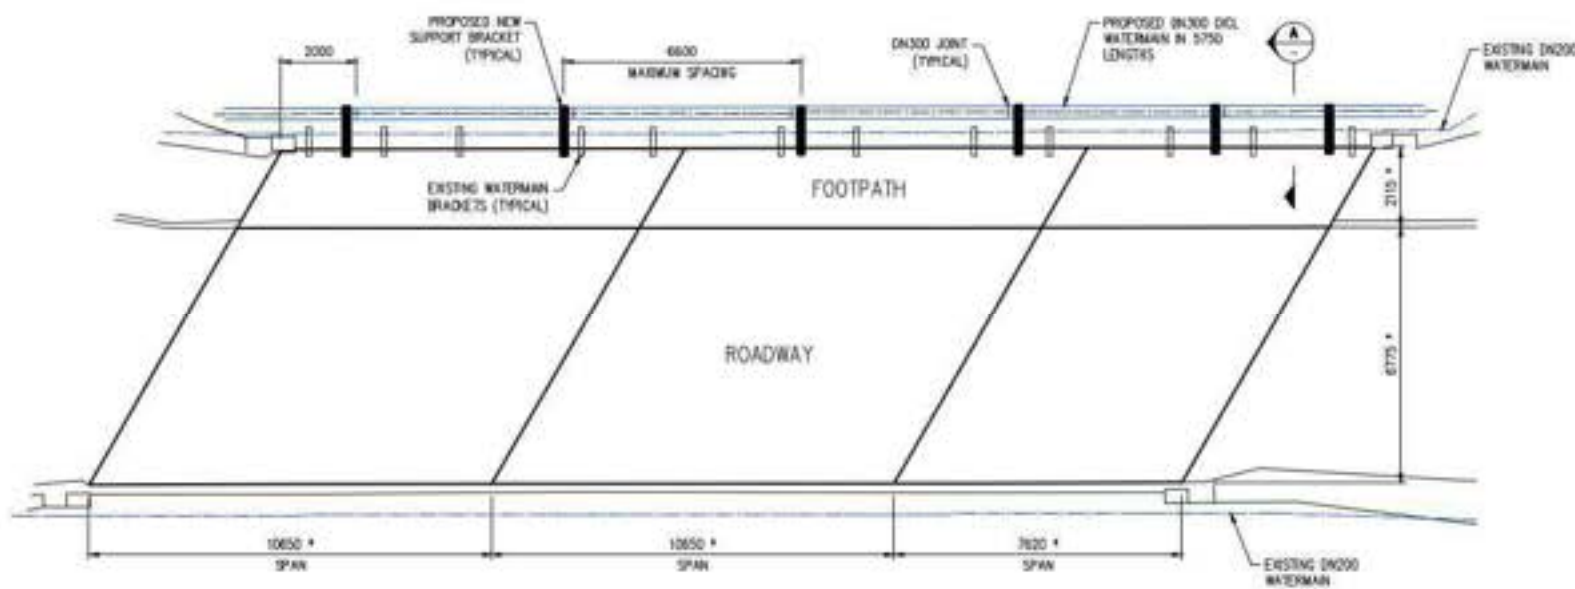 PROPOSED NEW
SUPPORT BRACKET
(TYPICAL)
2000
6600
MAXIMUM SPACING
DN300 JOINT
(TYPICAL)
PROPOSED DN300 DICL
WATERMAIN IN 5750
LENGTHS
A
-
EXISTING DN200
WATERMAIN
EXISTING WATERMAIN
BRACKETS (TYPICAL)
FOOTPATH
2115 *
ROADWAY
6775 *
10650 *
SPAN
10650 *
SPAN
7620 *
SPAN
EXISTING DN200
WATERMAIN